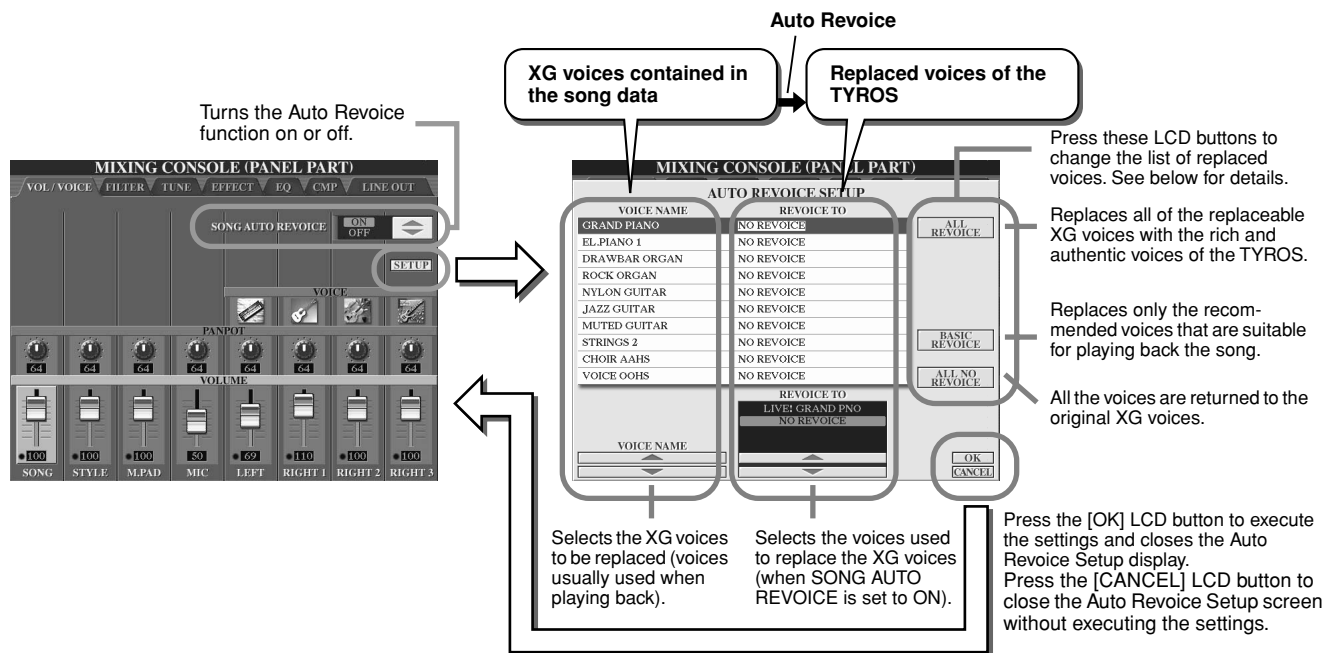 Auto Revoice
XG voices contained in
the song data
Replaced voices of the
TYROS
Turns the Auto Revoice
function on or off.
MIXING CONSOLE (PANEL PART)
VOL / VOICE FILTER TUNE EFFECT EQ CMP LINE OUT
SONG AUTO REVOICE ON
OFF
SETUP
VOICE
PANPOT
64 64 64 64 64 64 64 64
VOLUME
100 100 100 50 69 110 100 100
SONG STYLE M.PAD MIC LEFT RIGHT 1 RIGHT 2 RIGHT 3
MIXING CONSOLE (PANEL PART)
AUTO REVOICE SETUP
VOICE NAME REVOICE TO
GRAND PIANO NO REVOICE
EL.PIANO 1 NO REVOICE
DRAWBAR ORGAN NO REVOICE
ROCK ORGAN NO REVOICE
NYLON GUITAR NO REVOICE
JAZZ GUITAR NO REVOICE
MUTED GUITAR NO REVOICE
STRINGS 2 NO REVOICE
CHOIR AAHS NO REVOICE
VOICE OOHS NO REVOICE
REVOICE TO
LIVE! GRAND PNO
NO REVOICE
VOICE NAME
ALL
REVOICE
BASIC
REVOICE
ALL NO
REVOICE
OK
CANCEL
Press these LCD buttons to
change the list of replaced
voices. See below for details.
Replaces all of the replaceable
XG voices with the rich and
authentic voices of the TYROS.
Replaces only the recom-
mended voices that are suitable
for playing back the song.
All the voices are returned to the
original XG voices.
Selects the XG voices
to be replaced (voices
usually used when
playing back).
Selects the voices used
to replace the XG voices
(when SONG AUTO
REVOICE is set to ON).
Press the [OK] LCD button to execute
the settings and closes the Auto
Revoice Setup display.
Press the [CANCEL] LCD button to
close the Auto Revoice Setup screen
without executing the settings.